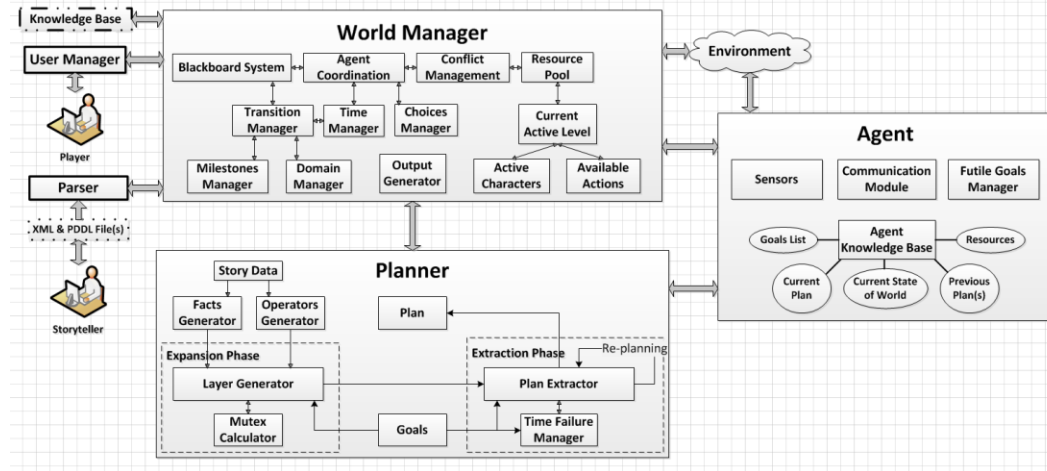 Knowledge Base
User Manager
Player
Parser
XML & PDDL File(s)
Storyteller
World Manager
Blackboard System
Agent
Coordination
Conflict
Management
Resource
Pool
Transition
Manager
Time
Manager
Choices
Manager
Current
Active Level
Milestones
Manager
Domain
Manager
Output
Generator
Active
Characters
Available
Actions
Environment
Agent
Sensors
Communication
Module
Futile Goals
Manager
Agent
Knowledge Base
Goals List
Resources
Current
Plan
Current State
of World
Previous
Plan(s)
Planner
Story Data
Facts
Generator
Operators
Generator
Plan
Expansion Phase
Extraction Phase
Re-planning
Layer Generator
Plan Extractor
Mutex
Calculator
Goals
Time Failure
Manager